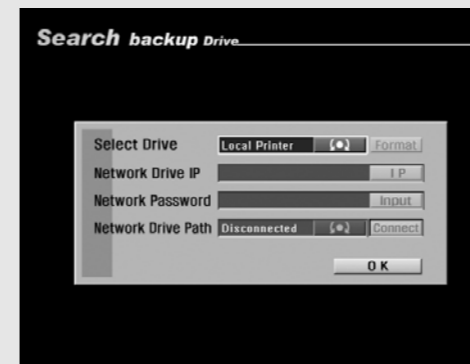 Search backup Drive
Select Drive Local Printer Format
Network Drive IP IP
Network Password Input
Network Drive Path Disconnected Connect
OK